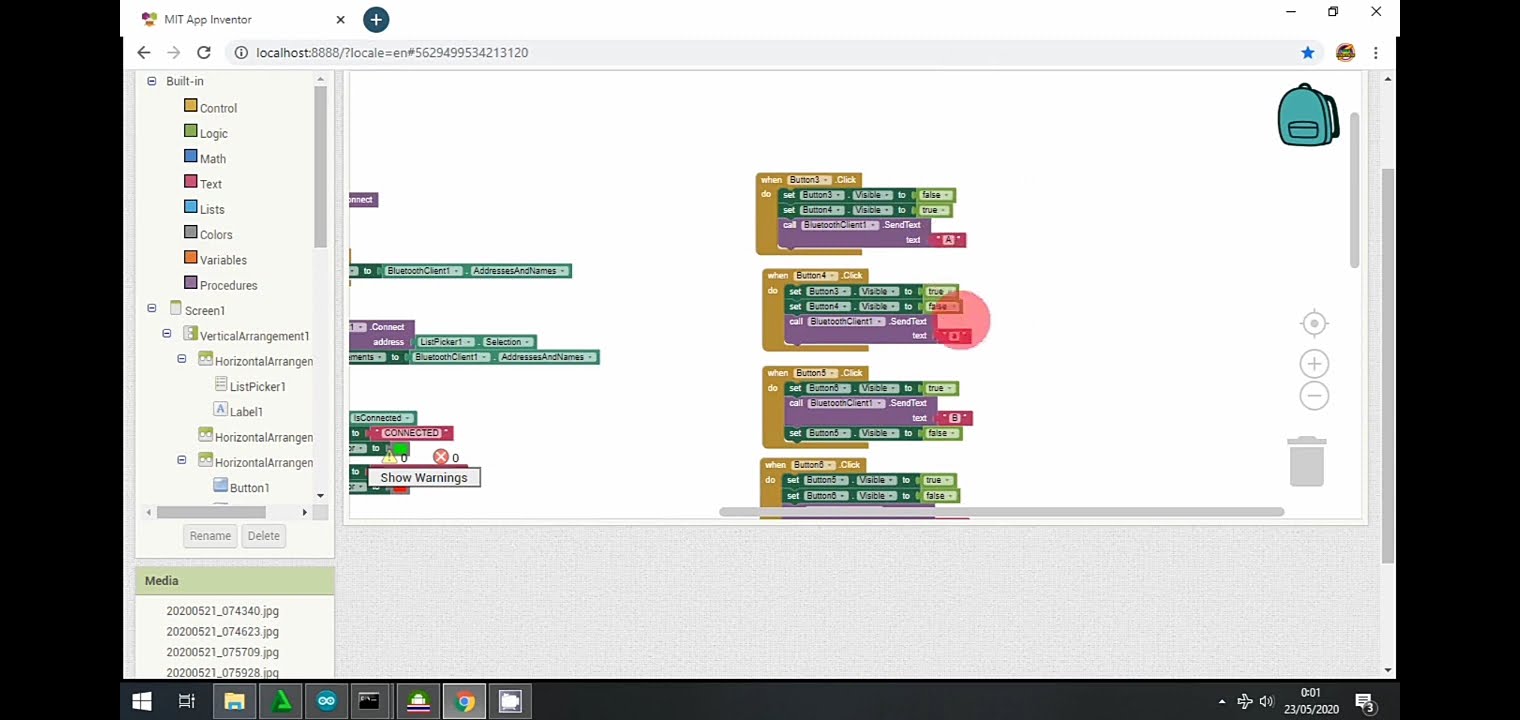 MIT App Inventor
localhost:8888/?locale=en#5629499534213120
Built-in
Control
Logic
Math
Text
Lists
Colors
Variables
Procedures
Screen1
VerticalArrangement1
HorizontalArrangen
ListPicker1
Label1
HorizontalArrangen
HorizontalArrangen
Button1
Rename Delete
Media
20200521_074340.jpg
20200521_074623.jpg
20200521_075709.jpg
20200521_075928.jpg
nnect
to BluetoothClient1 . AddressesAndNames
1 . .Connect
address ListPicker1 . Selection
ements to BluetoothClient1 . AddressesAndNames
IsConnected
to " CONNECTED "
or to
0 0
to
Show Warnings
or to
when Button3 .Click
do set Button3 . Visible to false
set Button4 . Visible to true
call BluetoothClient1 .SendText
text " A "
when Button4 .Click
do set Button3 . Visible to true
set Button4 . Visible to false
call BluetoothClient1 .SendText
text " a "
when Button5 .Click
do set Button6 . Visible to true
call BluetoothClient1 .SendText
text " B "
set Button5 . Visible to false
when Button6 .Click
do set Button5 . Visible to true
set Button6 . Visible to false
0:01
23/05/2020
3